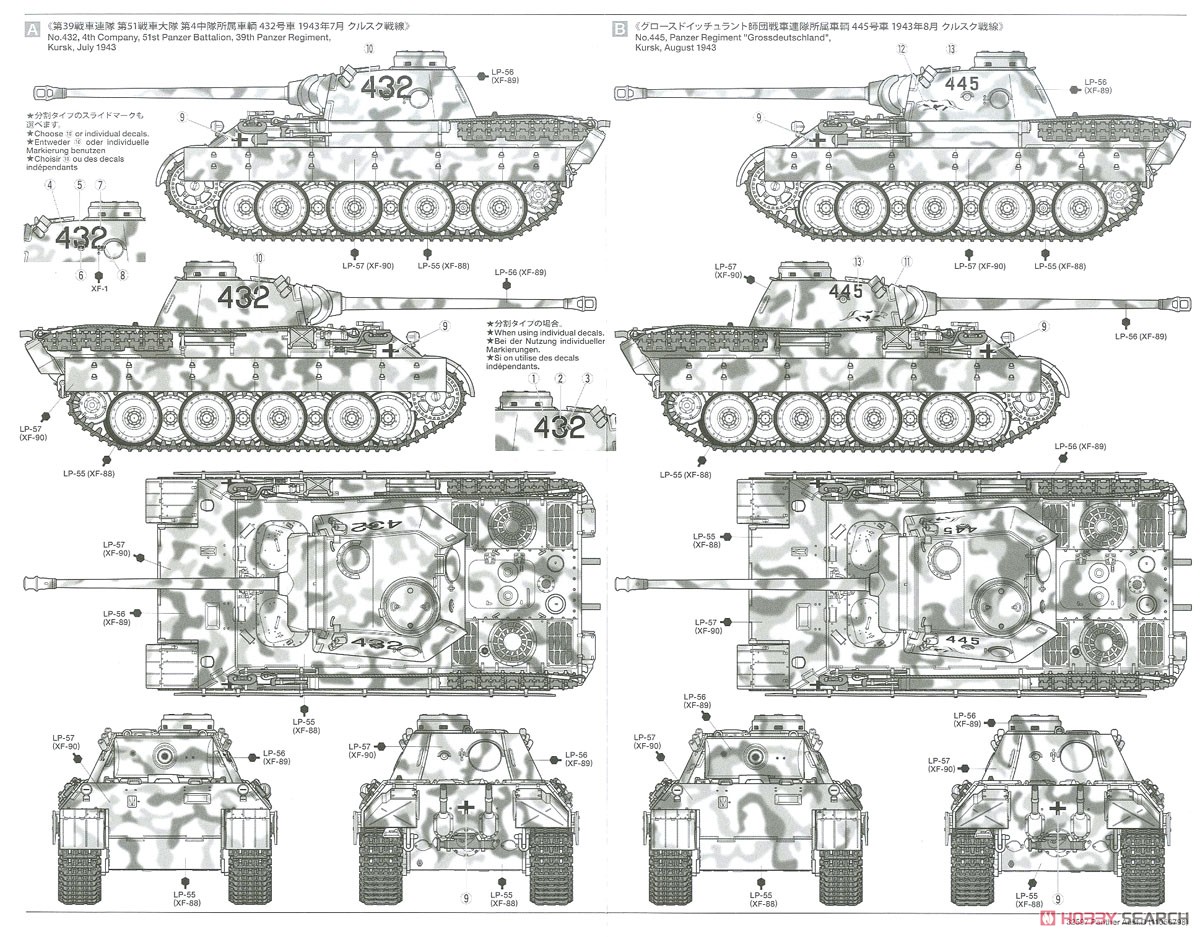 A 《第39戦車連隊 第51戦車大隊 第4中隊所属車輌 432号車 1943年7月 クルスク戦線》
No.432, 4th Company, 51st Panzer Battalion, 39th Panzer Regiment,
Kursk, July 1943
10
432
LP-56
(XF-89)
9
★分割タイプのスライドマークも
選べます。
★Choose 10 or individual decals.
★Entweder 10 oder individuelle
Markierung benutzen
★Choisir 10 ou des decals
indépendants
4 5 7
432
6 8
XF-1
LP-57 (XF-90)
LP-55 (XF-88)
10
432
LP-56 (XF-89)
9
★分割タイプの場合。
★When using individual decals.
★Bei der Nutzung individueller
Markierungen.
★Si on utilise des decals
indépendants.
1 2 3
432
LP-57
(XF-90)
LP-55 (XF-88)
432
LP-57
(XF-90)
LP-56
(XF-89)
432
LP-55
(XF-88)
LP-57
(XF-90)
LP-56
(XF-89)
LP-55
(XF-88)
LP-57
(XF-90)
LP-56
(XF-89)
9
LP-55
(XF-88)
B 《グロースドイッチュラント師団戦車連隊所属車輌 445号車 1943年8月 クルスク戦線》
No.445, Panzer Regiment "Grossdeutschland",
Kursk, August 1943
12 13
445
LP-56
(XF-89)
9
LP-57 (XF-90)
LP-55 (XF-88)
LP-57
(XF-90)
13 11
445
9
LP-56 (XF-89)
LP-55 (XF-88)
LP-56 (XF-89)
445
LP-55
(XF-88)
LP-57
(XF-90)
445
LP-56
(XF-89)
LP-57
(XF-90)
LP-55
(XF-88)
LP-56
(XF-89)
LP-57
(XF-90)
LP-55
(XF-88)
9
HOBBY SEARCH